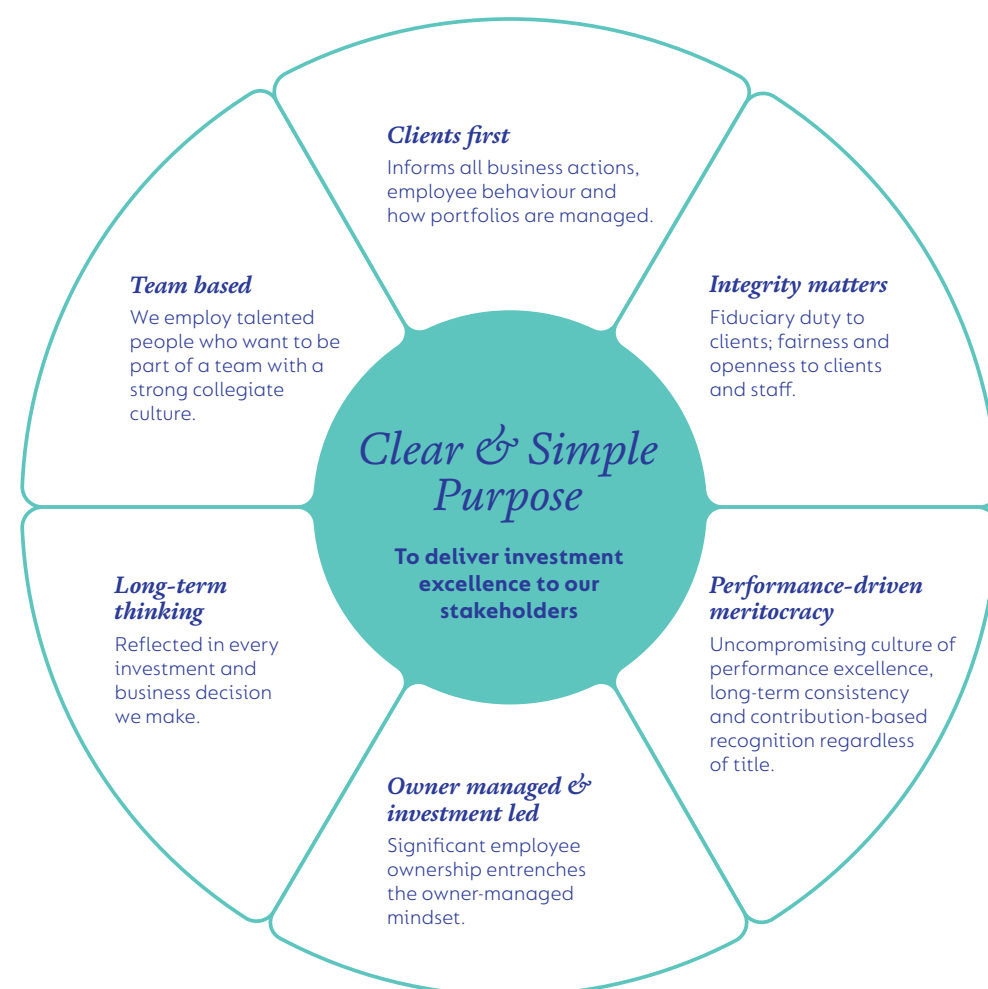 Clients first
Informs all business actions,
employee behaviour and
how portfolios are managed.
Team based
We employ talented
people who want to be
part of a team with a
strong collegiate
culture.
Integrity matters
Fiduciary duty to
clients; fairness and
openness to clients
and staff.
Clear & Simple
Purpose
To deliver investment
excellence to our
stakeholders
Long-term
thinking
Reflected in every
investment and
business decision
we make.
Performance-driven
meritocracy
Uncompromising culture of
performance excellence,
long-term consistency
and contribution-based
recognition regardless
of title.
Owner managed &
investment led
Significant employee
ownership entrenches
the owner-managed
mindset.